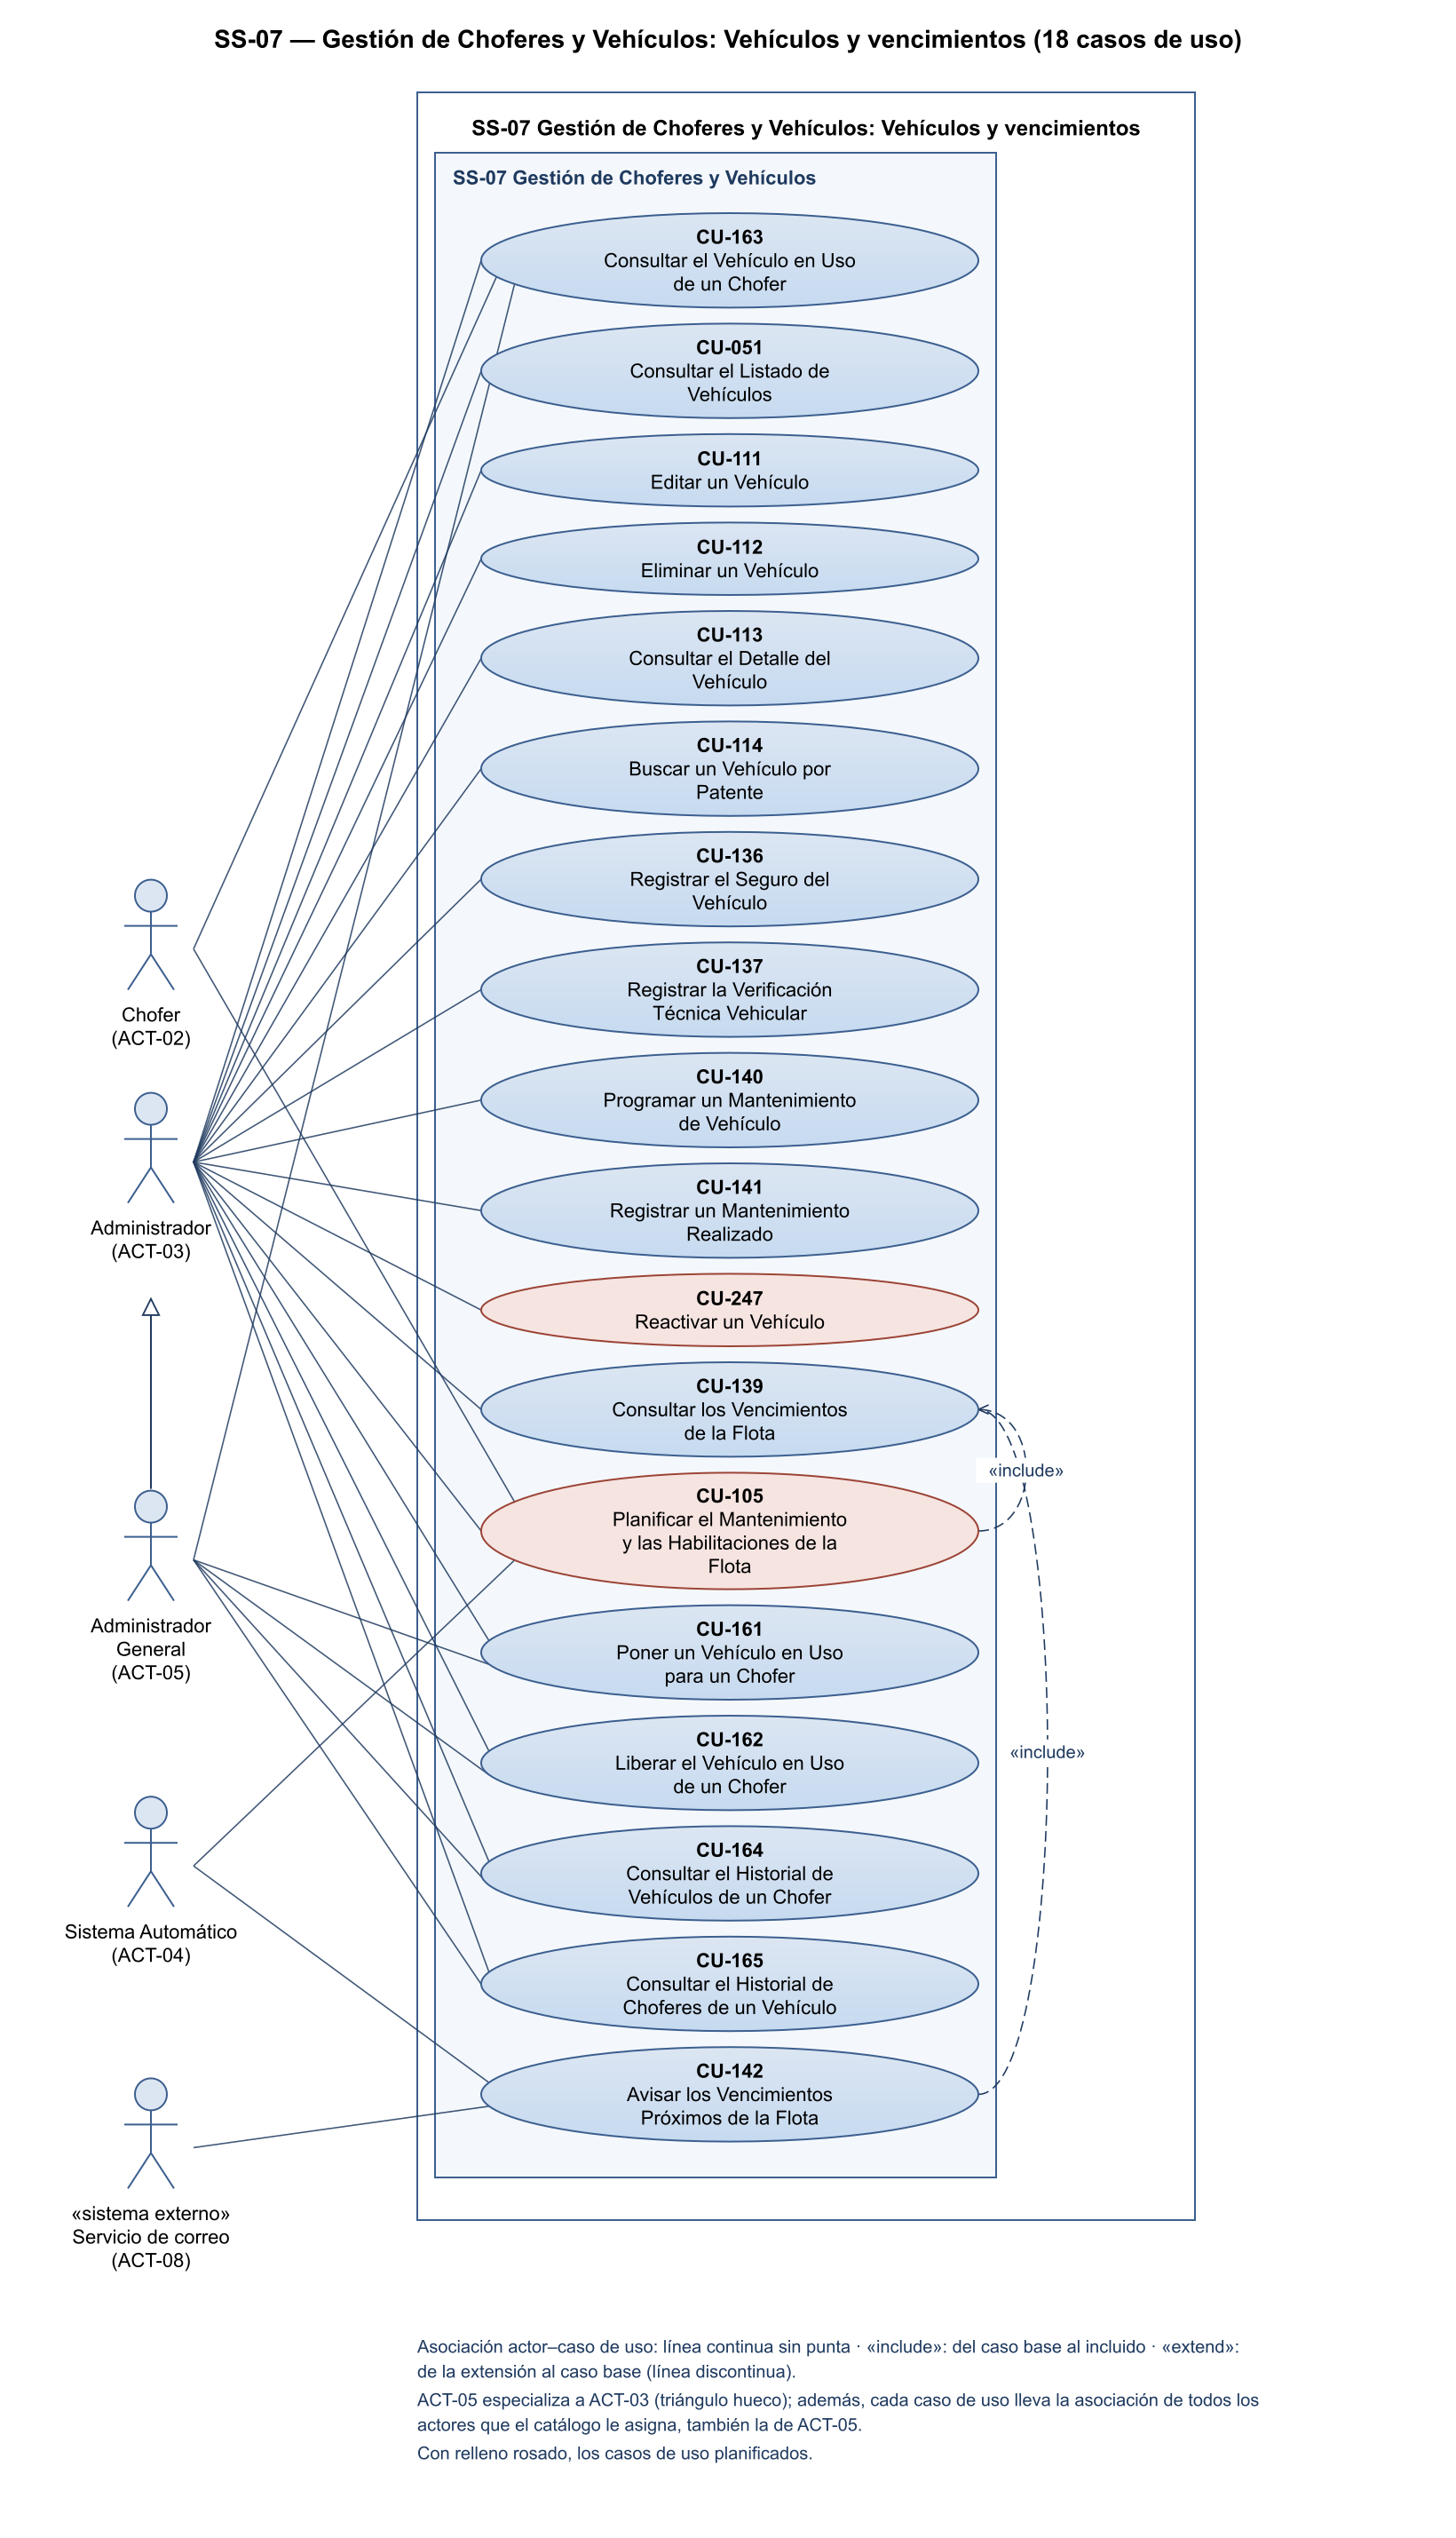 SS-07 — Gestión de Choferes y Vehículos: Vehículos y vencimientos (18 casos de uso)
SS-07 Gestión de Choferes y Vehículos: Vehículos y vencimientos
SS-07 Gestión de Choferes y Vehículos
CU-163
Consultar el Vehículo en Uso
de un Chofer
CU-051
Consultar el Listado de
Vehículos
CU-111
Editar un Vehículo
CU-112
Eliminar un Vehículo
CU-113
Consultar el Detalle del
Vehículo
CU-114
Buscar un Vehículo por
Patente
CU-136
Registrar el Seguro del
Vehículo
CU-137
Registrar la Verificación
Técnica Vehicular
CU-140
Programar un Mantenimiento
de Vehículo
CU-141
Registrar un Mantenimiento
Realizado
CU-247
Reactivar un Vehículo
CU-139
Consultar los Vencimientos
de la Flota
CU-105
Planificar el Mantenimiento
y las Habilitaciones de la
Flota
CU-161
Poner un Vehículo en Uso
para un Chofer
CU-162
Liberar el Vehículo en Uso
de un Chofer
CU-164
Consultar el Historial de
Vehículos de un Chofer
CU-165
Consultar el Historial de
Choferes de un Vehículo
CU-142
Avisar los Vencimientos
Próximos de la Flota
Chofer
(ACT-02)
Administrador
(ACT-03)
Administrador
General
(ACT-05)
Sistema Automático
(ACT-04)
«sistema externo»
Servicio de correo
(ACT-08)
«include»
«include»
Asociación actor–caso de uso: línea continua sin punta · «include»: del caso base al incluido · «extend»:
de la extensión al caso base (línea discontinua).
ACT-05 especializa a ACT-03 (triángulo hueco); además, cada caso de uso lleva la asociación de todos los
actores que el catálogo le asigna, también la de ACT-05.
Con relleno rosado, los casos de uso planificados.